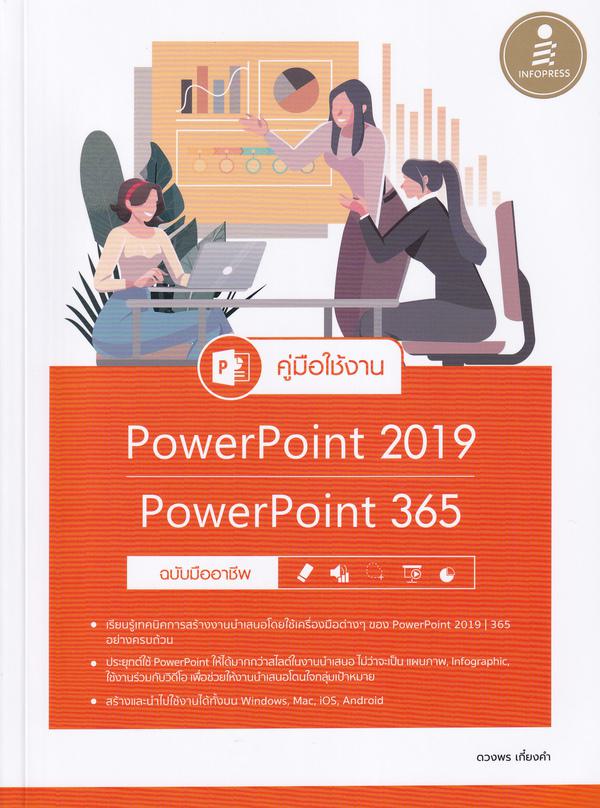 INFOPRESS
P
คู่มือใช้งาน
PowerPoint 2019
PowerPoint 365
ฉบับมืออาชีพ
• เรียนรู้เทคนิคการสร้างงานนำเสนอโดยใช้เครื่องมือต่างๆ ของ PowerPoint 2019 | 365
อย่างครบถ้วน
• ประยุกต์ใช้ PowerPoint ให้ได้มากกว่าสไลด์ในงานนำเสนอ ไม่ว่าจะเป็น แผนภาพ, Infographic,
ใช้งานร่วมกับวิดีโอ เพื่อช่วยให้งานนำเสนอโดนใจกลุ่มเป้าหมาย
• สร้างและนำไปใช้งานได้ทั้งบน Windows, Mac, iOS, Android
ดวงพร เกี๋ยงคำ